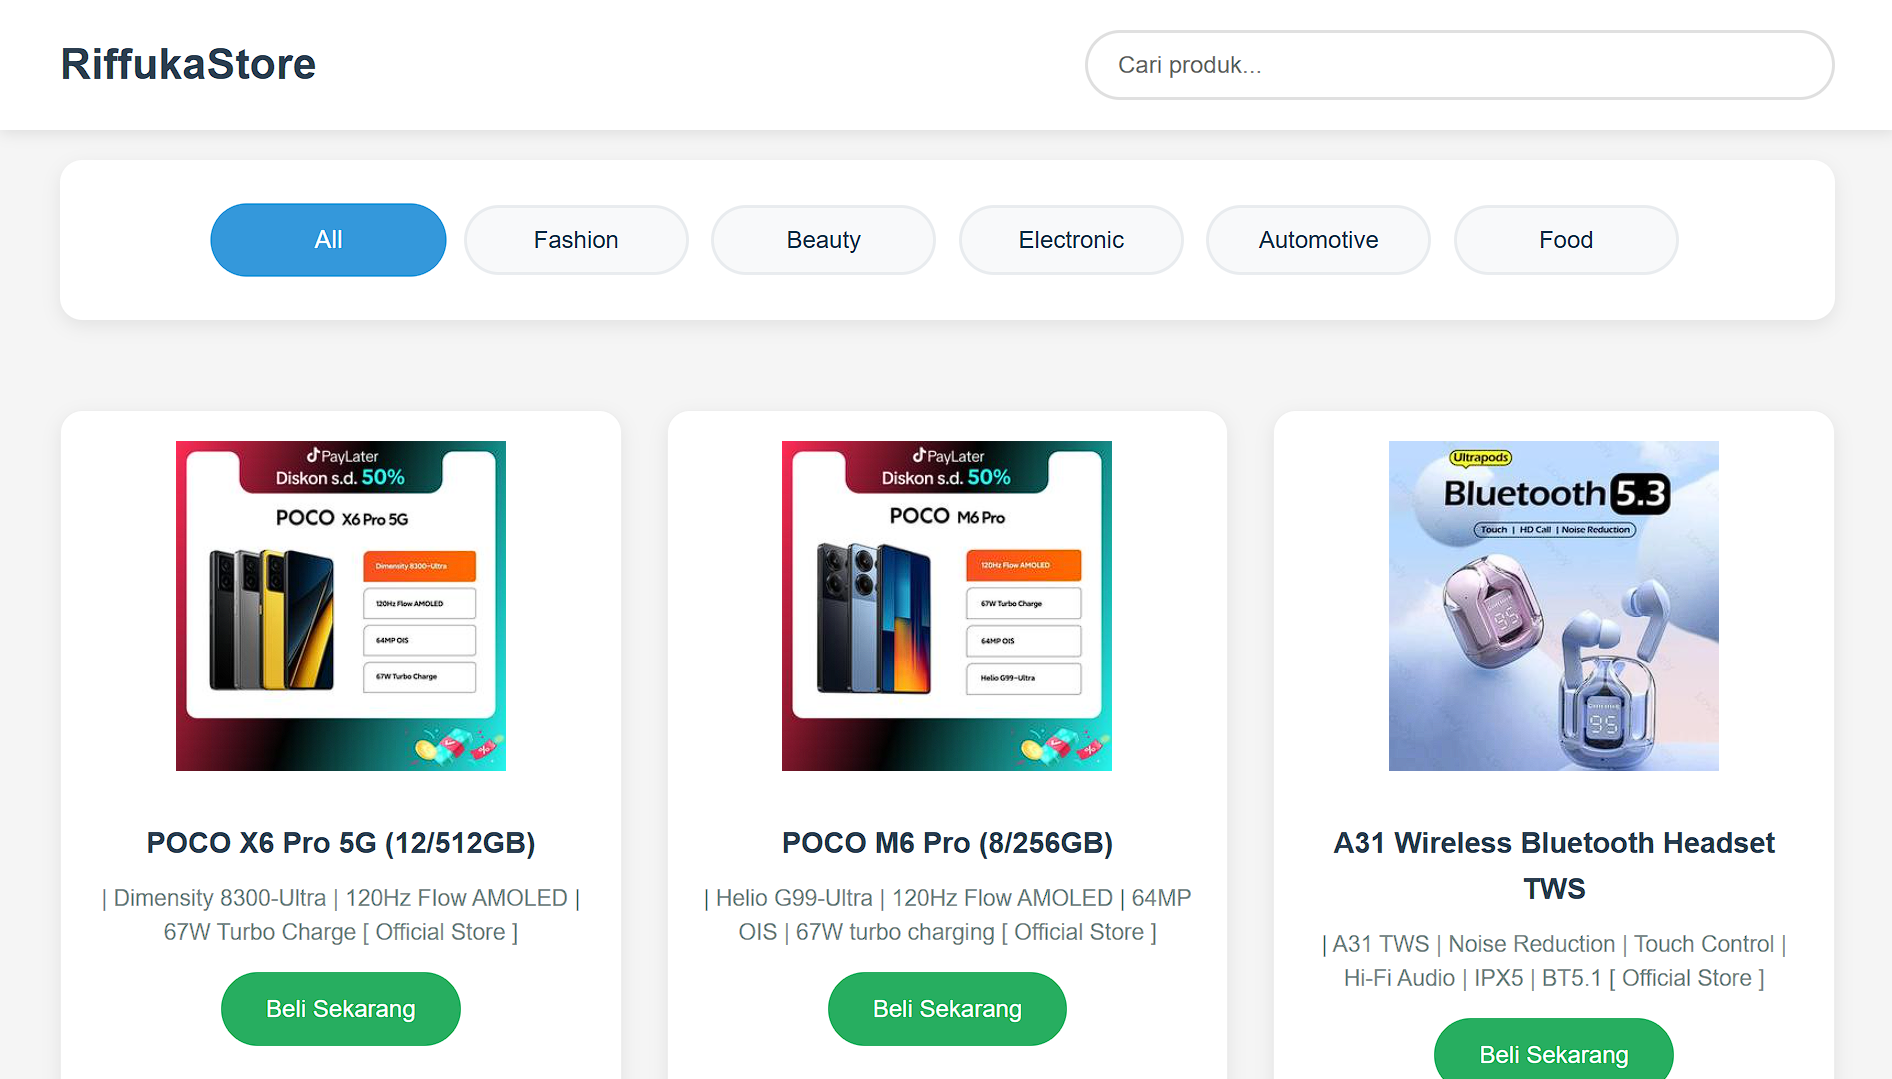 RiffukaStore
Cari produk...
All
Fashion
Beauty
Electronic
Automotive
Food
PayLater
Diskon s.d. 50%
POCO X6 Pro 5G
Dimensity 8300-Ultra
120Hz Flow AMOLED
64MP OIS
67W Turbo Charge
POCO X6 Pro 5G (12/512GB)
| Dimensity 8300-Ultra | 120Hz Flow AMOLED |
67W Turbo Charge [ Official Store ]
Beli Sekarang
PayLater
Diskon s.d. 50%
POCO M6 Pro
120Hz Flow AMOLED
67W Turbo Charge
64MP OIS
Helio G99-Ultra
POCO M6 Pro (8/256GB)
| Helio G99-Ultra | 120Hz Flow AMOLED | 64MP
OIS | 67W turbo charging [ Official Store ]
Beli Sekarang
Ultrapods
Bluetooth 5.3
Touch | HD Call | Noise Reduction
95
95
A31 Wireless Bluetooth Headset
TWS
| A31 TWS | Noise Reduction | Touch Control |
Hi-Fi Audio | IPX5 | BT5.1 [ Official Store ]
Beli Sekarang